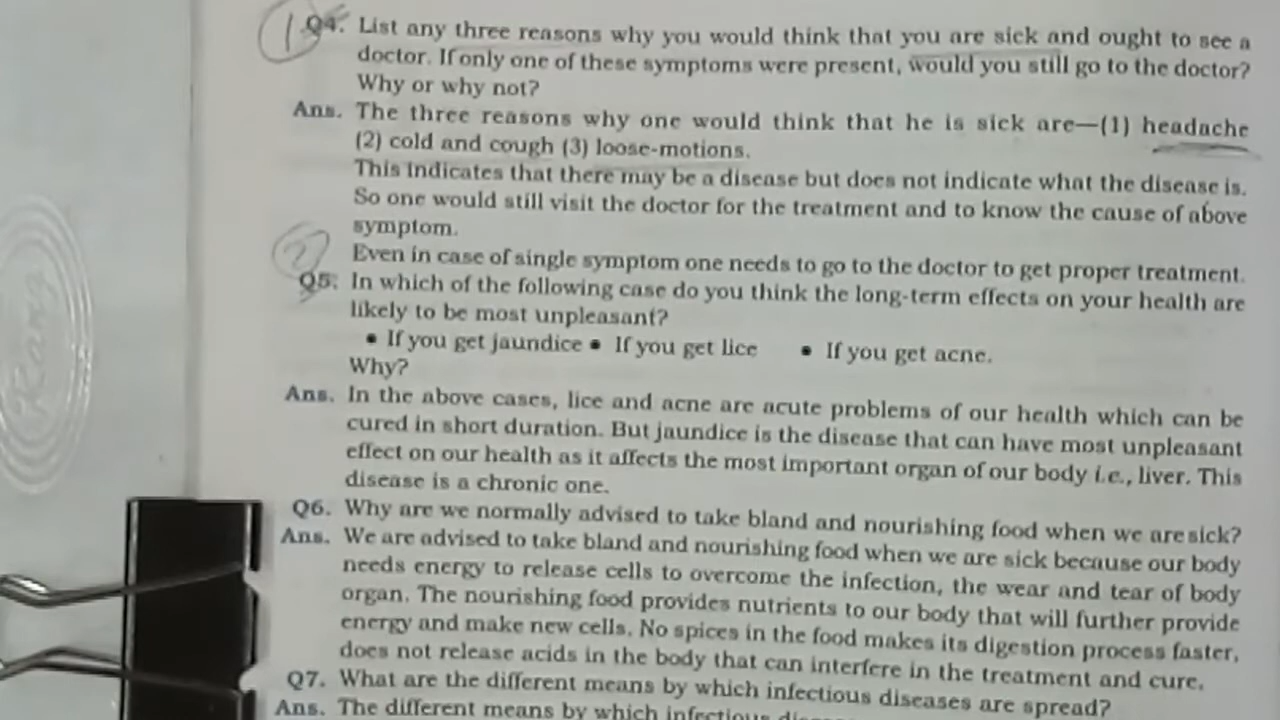 Q4. List any three reasons why you would think that you are sick and ought to see a
doctor. If only one of these symptoms were present, would you still go to the doctor?
Why or why not?
Ans. The three reasons why one would think that he is sick are—(1) headache
(2) cold and cough (3) loose-motions.
This indicates that there may be a disease but does not indicate what the disease is.
So one would still visit the doctor for the treatment and to know the cause of above
symptom.
Even in case of single symptom one needs to go to the doctor to get proper treatment.
Q5. In which of the following case do you think the long-term effects on your health are
likely to be most unpleasant?
• If you get jaundice • If you get lice • If you get acne.
Why?
Ans. In the above cases, lice and acne are acute problems of our health which can be
cured in short duration. But jaundice is the disease that can have most unpleasant
effect on our health as it affects the most important organ of our body i.e., liver. This
disease is a chronic one.
Q6. Why are we normally advised to take bland and nourishing food when we are sick?
Ans. We are advised to take bland and nourishing food when we are sick because our body
needs energy to release cells to overcome the infection, the wear and tear of body
organ. The nourishing food provides nutrients to our body that will further provide
energy and make new cells. No spices in the food makes its digestion process faster,
does not release acids in the body that can interfere in the treatment and cure.
Q7. What are the different means by which infectious diseases are spread?
Ans. The different means by which infectious